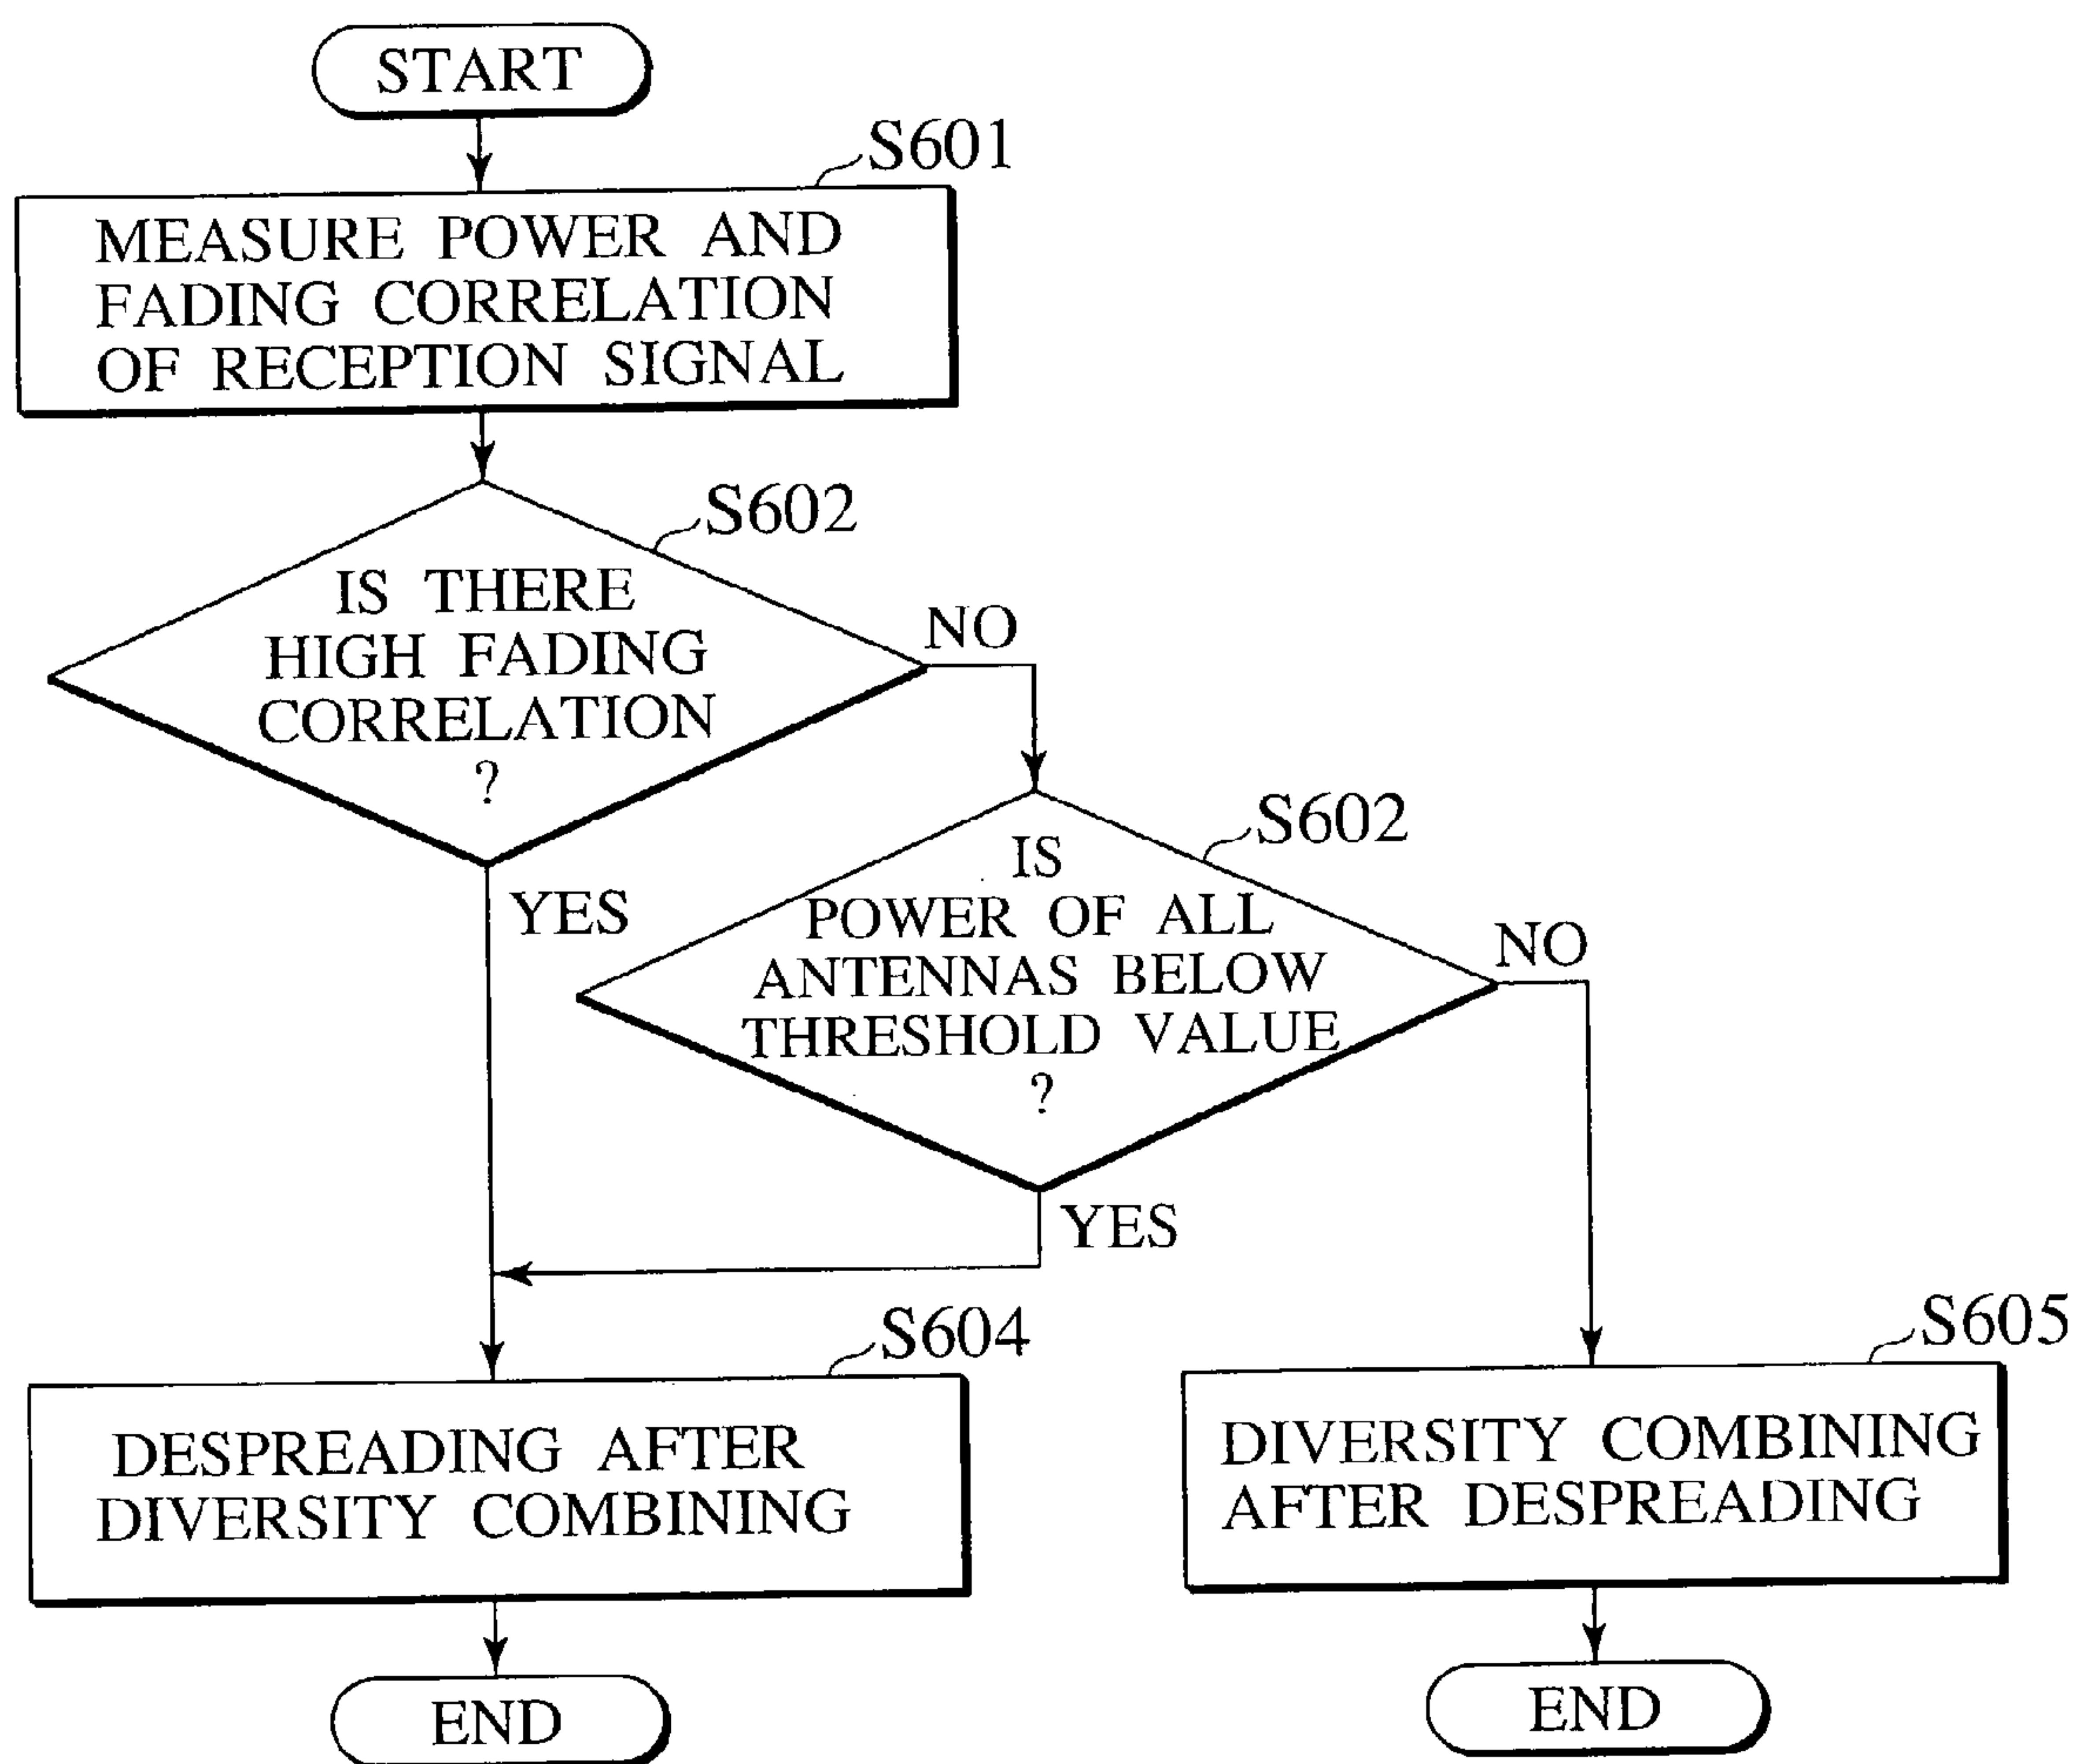 START
S601
MEASURE POWER AND
FADING CORRELATION
OF RECEPTION SIGNAL
S602
IS THERE
HIGH FADING
CORRELATION
?
NO
YES
S602
IS
POWER OF ALL
ANTENNAS BELOW
THRESHOLD VALUE
?
NO
YES
S604
DESPREADING AFTER
DIVERSITY COMBINING
END
S605
DIVERSITY COMBINING
AFTER DESPREADING
END